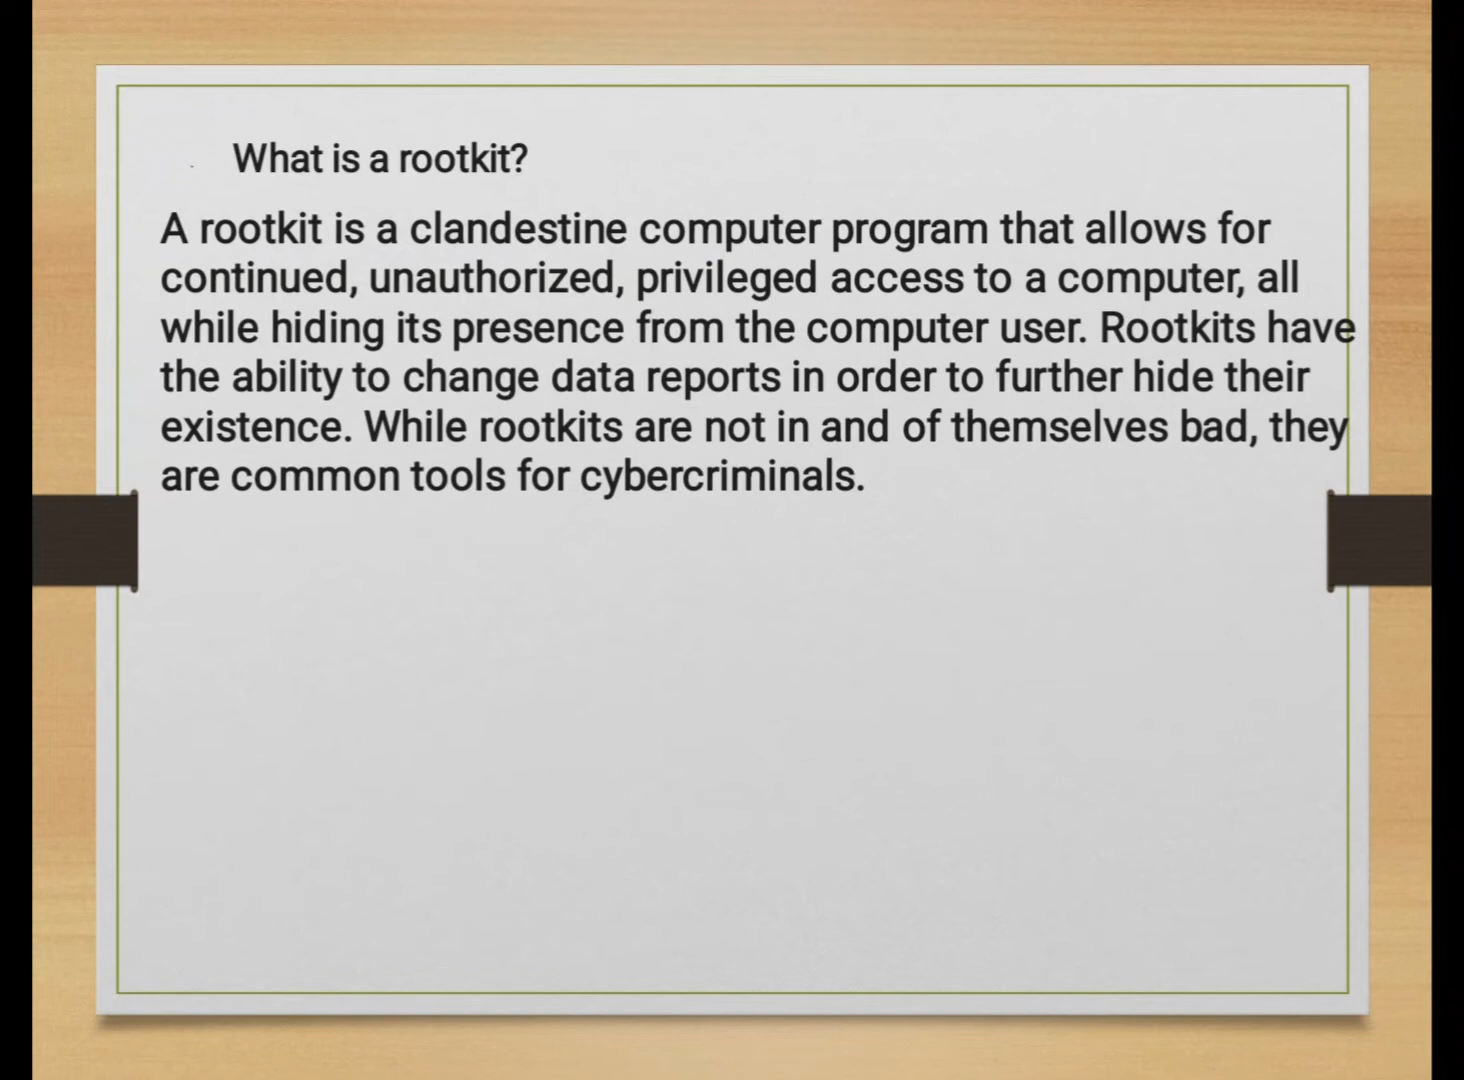 What is a rootkit?
A rootkit is a clandestine computer program that allows for
continued, unauthorized, privileged access to a computer, all
while hiding its presence from the computer user. Rootkits have
the ability to change data reports in order to further hide their
existence. While rootkits are not in and of themselves bad, they
are common tools for cybercriminals.